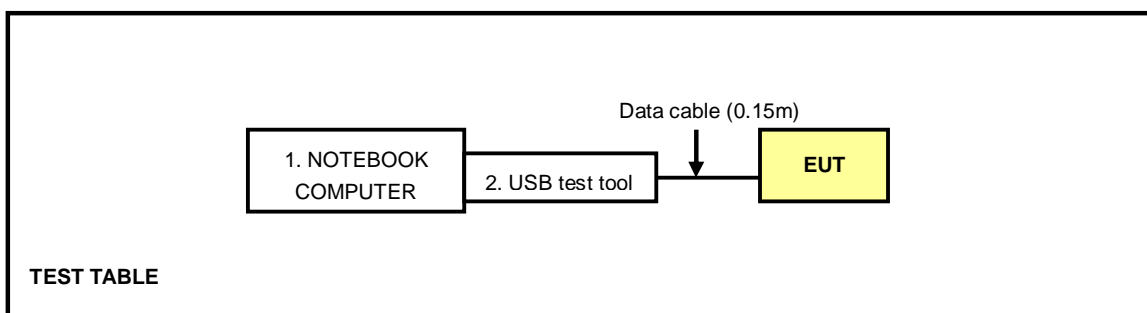 Data cable (0.15m)
1. NOTEBOOK
COMPUTER
2. USB test tool
EUT
TEST TABLE